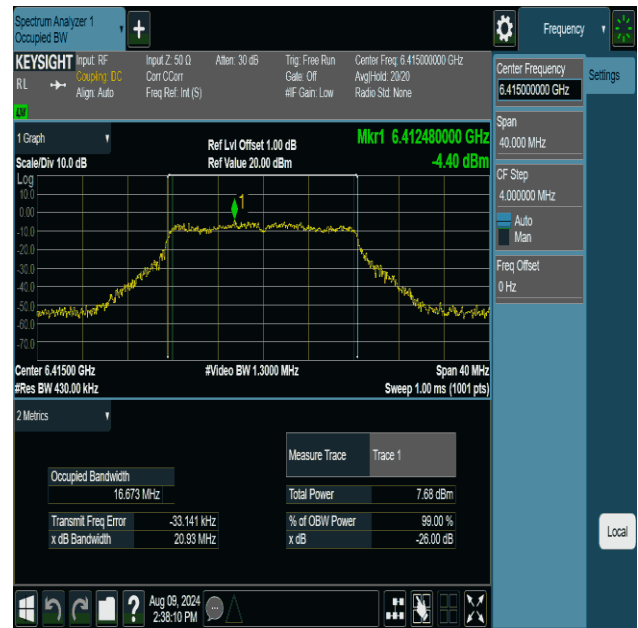 Spectrum Analyzer 1
Occupied BW
Frequency
KEYSIGHT
RL
Input: RF
Coupling: DC
Align: Auto
Input Z: 50 Ω
Corr CCorr
Freq Ref: Int (S)
Atten: 30 dB
Trig: Free Run
Gate: Off
#IF Gain: Low
Center Freq: 6.415000000 GHz
Avg|Hold: 20/20
Radio Std: None
Center Frequency
6.415000000 GHz
Settings
Span
40.000 MHz
CF Step
4.000000 MHz
Auto
Man
Freq Offset
0 Hz
Local
1 Graph
Scale/Div 10.0 dB
Ref Lvl Offset 1.00 dB
Ref Value 20.00 dBm
Mkr1 6.412480000 GHz
-4.40 dBm
Log
10.0
0.00
-10.0
-20.0
-30.0
-40.0
-50.0
-60.0
-70.0
1
Center 6.41500 GHz
#Res BW 430.00 kHz
#Video BW 1.3000 MHz
Span 40 MHz
Sweep 1.00 ms (1001 pts)
2 Metrics
Measure Trace Trace 1
Occupied Bandwidth
16.673 MHz
Total Power 7.68 dBm
Transmit Freq Error -33.141 kHz
% of OBW Power 99.00 %
x dB Bandwidth 20.93 MHz
x dB -26.00 dB
?
Aug 09, 2024
2:38:10 PM